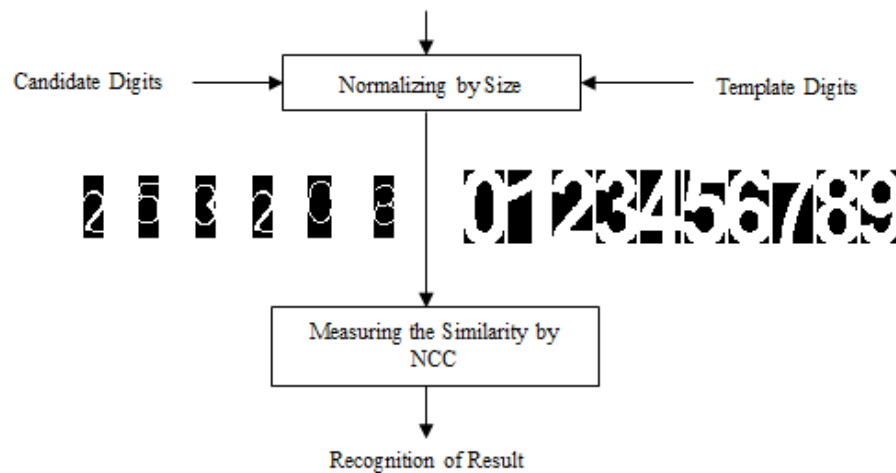 Candidate Digits
Normalizing by Size
Template Digits
2 5 3 2 0 8
0123456789
Measuring the Similarity by
NCC
Recognition of Result